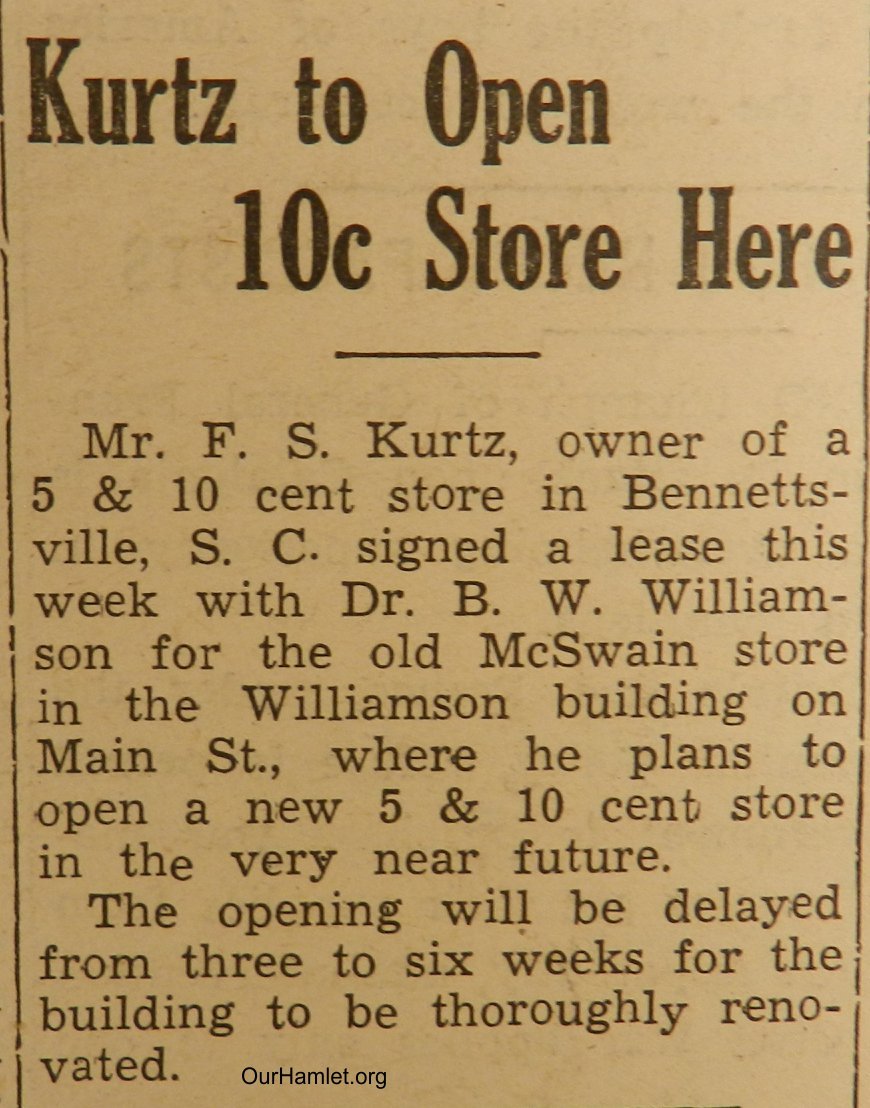 Kurtz to Open
10c Store Here
Mr. F. S. Kurtz, owner of a
5 & 10 cent store in Bennetts-
ville, S. C. signed a lease this
week with Dr. B. W. William-
son for the old McSwain store
in the Williamson building on
Main St., where he plans to
open a new 5 & 10 cent store
in the very near future.
The opening will be delayed
from three to six weeks for the
building to be thoroughly reno-
vated.
OurHamlet.org